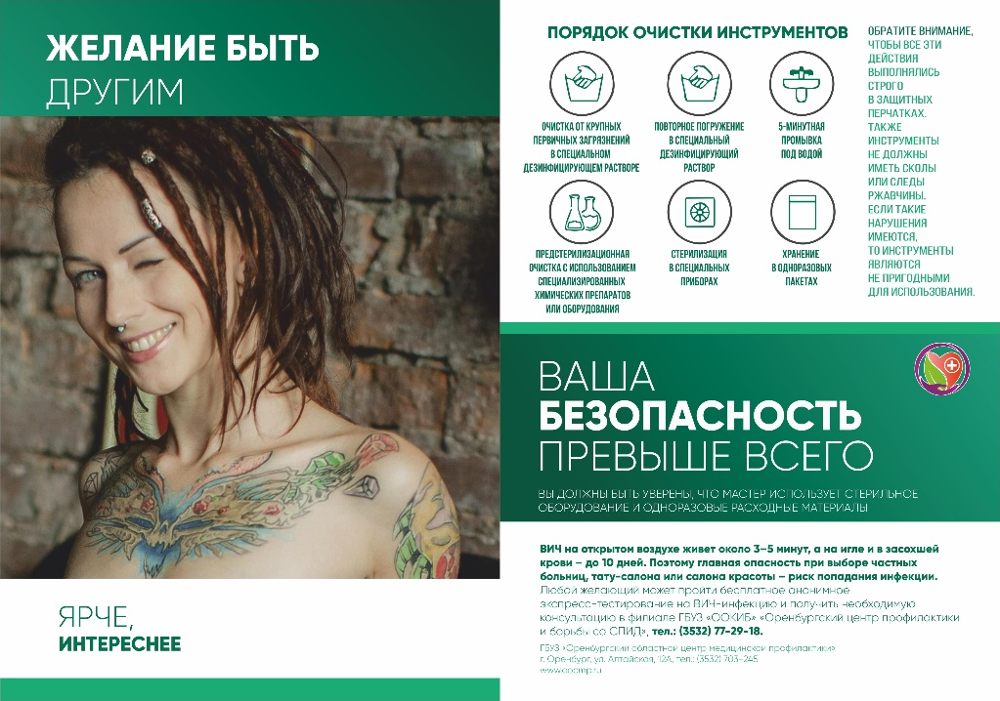 ЖЕЛАНИЕ БЫТЬ
ДРУГИМ
ЯРЧЕ,
ИНТЕРЕСНЕЕ
ПОРЯДОК ОЧИСТКИ ИНСТРУМЕНТОВ
ОЧИСТКА ОТ КРУПНЫХ
ПЕРВИЧНЫХ ЗАГРЯЗНЕНИЙ
В СПЕЦИАЛЬНОМ
ДЕЗИНФИЦИРУЮЩЕМ РАСТВОРЕ
ПОВТОРНОЕ ПОГРУЖЕНИЕ
В СПЕЦИАЛЬНЫЙ
ДЕЗИНФИЦИРУЮЩИЙ
РАСТВОР
5-МИНУТНАЯ
ПРОМЫВКА
ПОД ВОДОЙ
ПРЕДСТЕРИЛИЗАЦИОННАЯ
ОЧИСТКА С ИСПОЛЬЗОВАНИЕМ
СПЕЦИАЛИЗИРОВАННЫХ
ХИМИЧЕСКИХ ПРЕПАРАТОВ
ИЛИ ОБОРУДОВАНИЯ
СТЕРИЛИЗАЦИЯ
В СПЕЦИАЛЬНЫХ
ПРИБОРАХ
ХРАНЕНИЕ
В ОДНОРАЗОВЫХ
ПАКЕТАХ
ОБРАТИТЕ ВНИМАНИЕ,
ЧТОБЫ ВСЕ ЭТИ
ДЕЙСТВИЯ
ВЫПОЛНЯЛИСЬ
СТРОГО
В ЗАЩИТНЫХ
ПЕРЧАТКАХ.
ТАКЖЕ
ИНСТРУМЕНТЫ
НЕ ДОЛЖНЫ
ИМЕТЬ СКОЛЫ
ИЛИ СЛЕДЫ
РЖАВЧИНЫ.
ЕСЛИ ТАКИЕ
НАРУШЕНИЯ
ИМЕЮТСЯ,
ТО ИНСТРУМЕНТЫ
ЯВЛЯЮТСЯ
НЕ ПРИГОДНЫМИ
ДЛЯ ИСПОЛЬЗОВАНИЯ.
ВАША
БЕЗОПАСНОСТЬ
ПРЕВЫШЕ ВСЕГО
ВЫ ДОЛЖНЫ БЫТЬ УВЕРЕНЫ, ЧТО МАСТЕР ИСПОЛЬЗУЕТ СТЕРИЛЬНОЕ
ОБОРУДОВАНИЕ И ОДНОРАЗОВЫЕ РАСХОДНЫЕ МАТЕРИАЛЫ
ВИЧ на открытом воздухе живет около 3–5 минут, а на игле и в засохшей
крови – до 10 дней. Поэтому главная опасность при выборе частных
больниц, тату-салона или салона красоты – риск попадания инфекции.
Любой желающий может пройти бесплатное анонимное
экспресс-тестирование на ВИЧ-инфекцию и получить необходимую
консультацию в филиале ГБУЗ «ООКИБ» «Оренбургский центр профилактики
и борьбы со СПИД», тел.: (3532) 77-29-18.
ГБУЗ «Оренбургский областной центр медицинской профилактики»
г. Оренбург, ул. Алтайская, 12А, тел.: (3532) 703-245
www.oocmp.ru